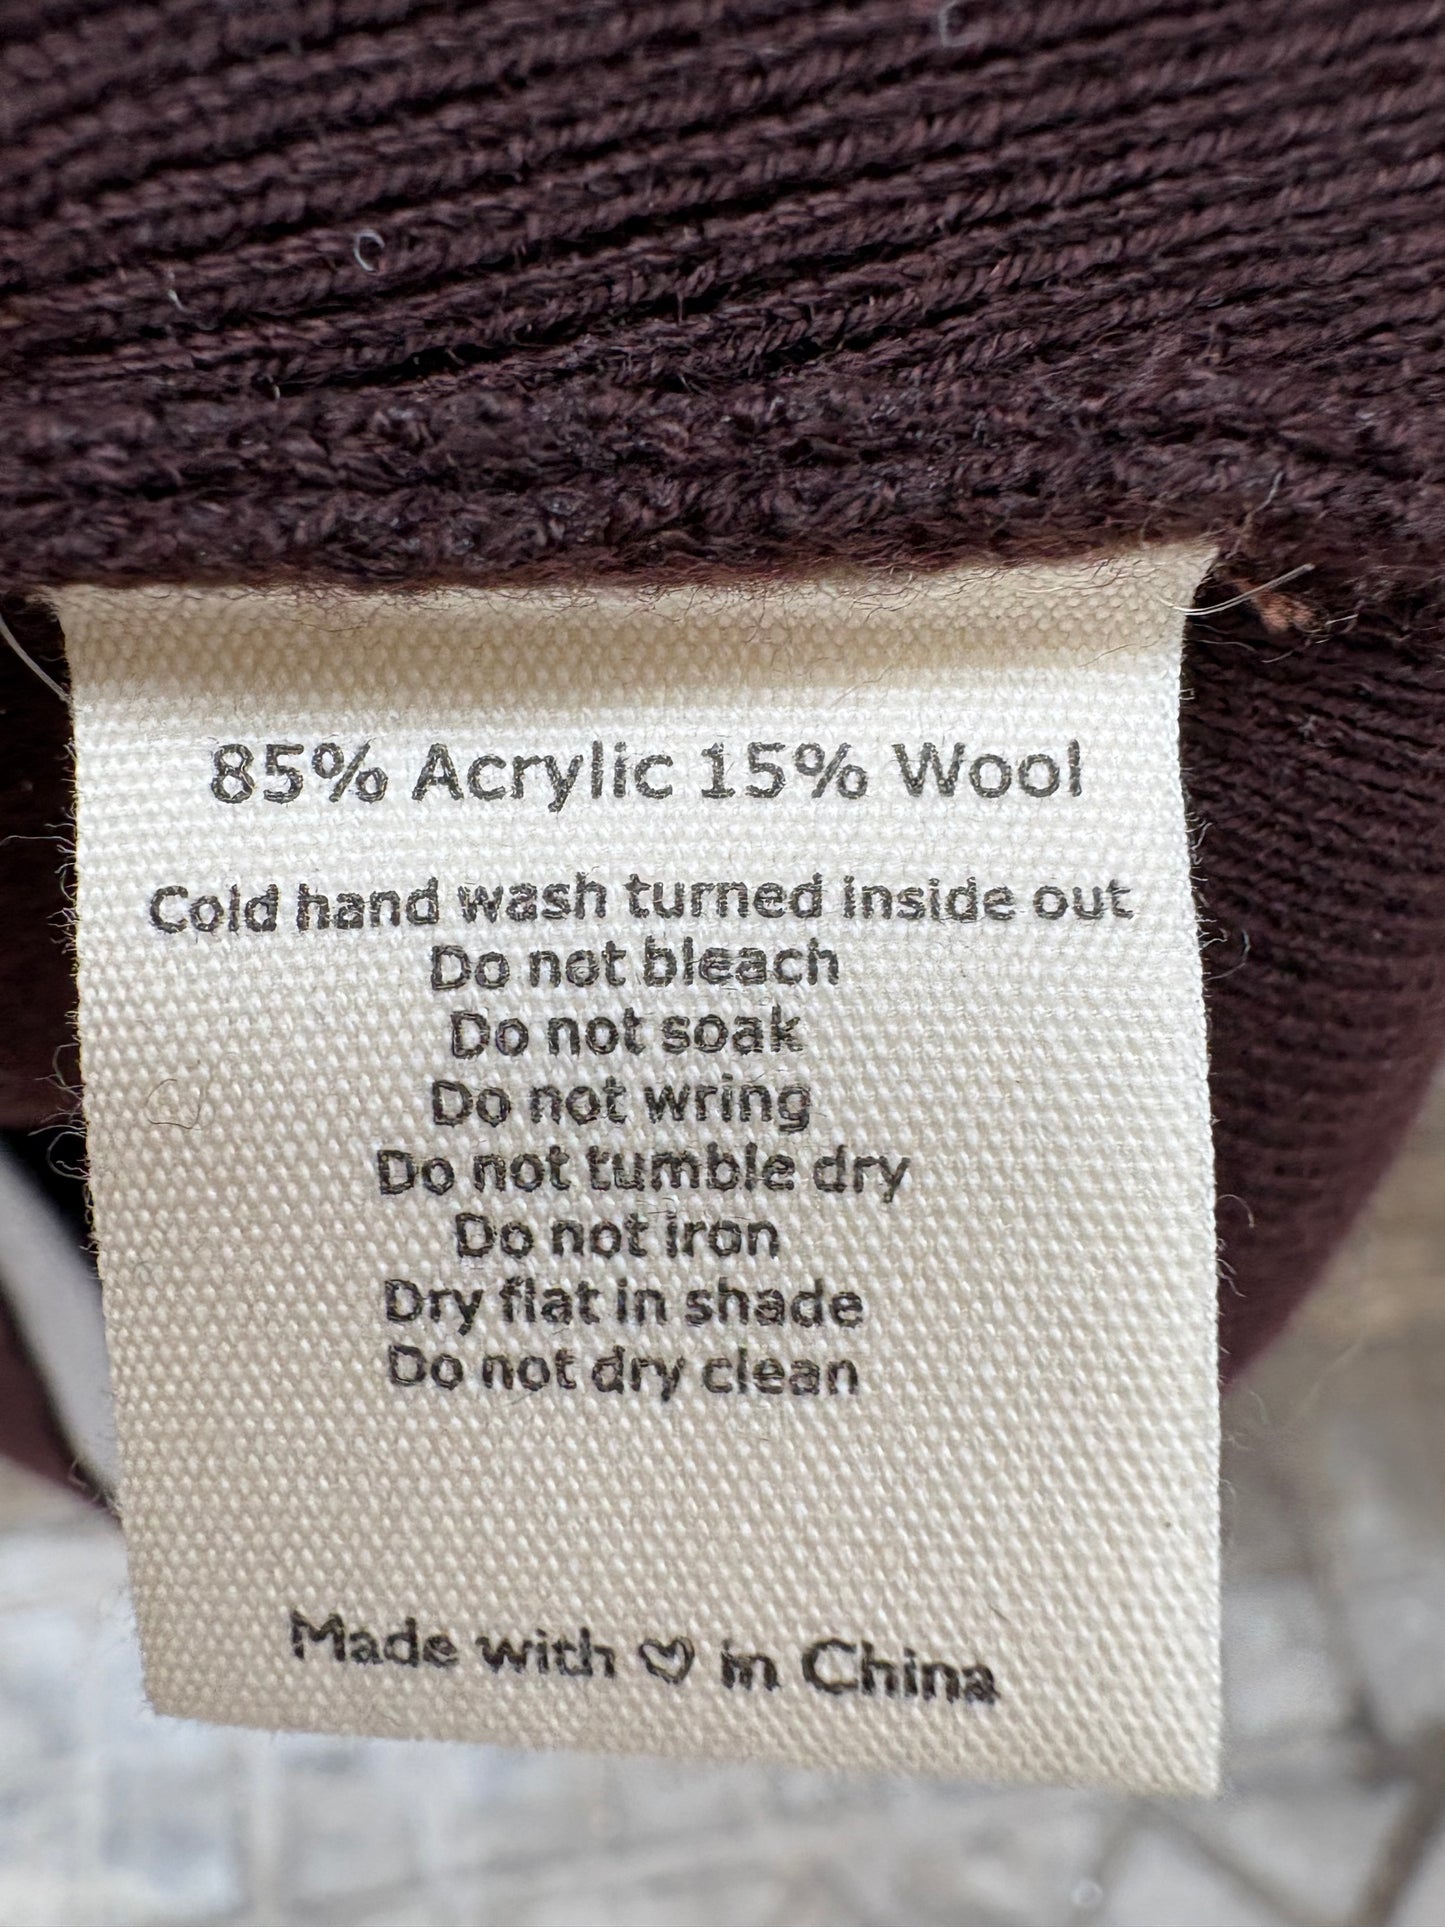 85% Acrylic 15% Wool
Cold hand wash turned inside out
Do not bleach
Do not soak
Do not wring
Do not tumble dry
Do not iron
Dry flat in shade
Do not dry clean
Made with ♡ in China